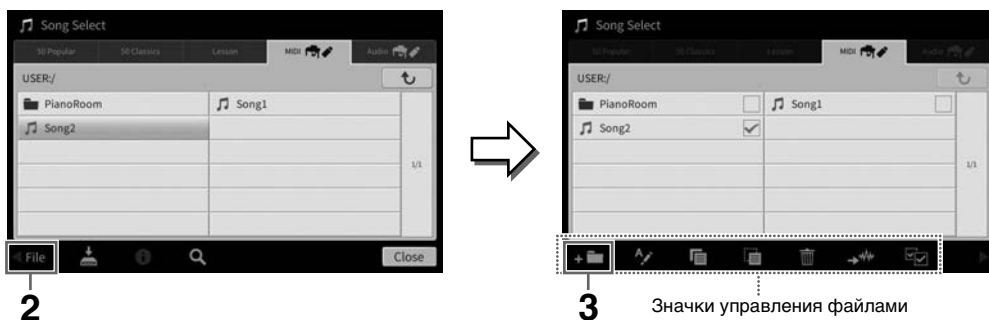 Song Select
50 Popular 50 Classics Lesson MIDI Audio
USER:/
PianoRoom Song1
Song2
1/1
File Close
2
Song Select
50 Popular 50 Classics Lesson MIDI Audio
USER:/
PianoRoom Song1
Song2
1/1
3
Значки управления файлами